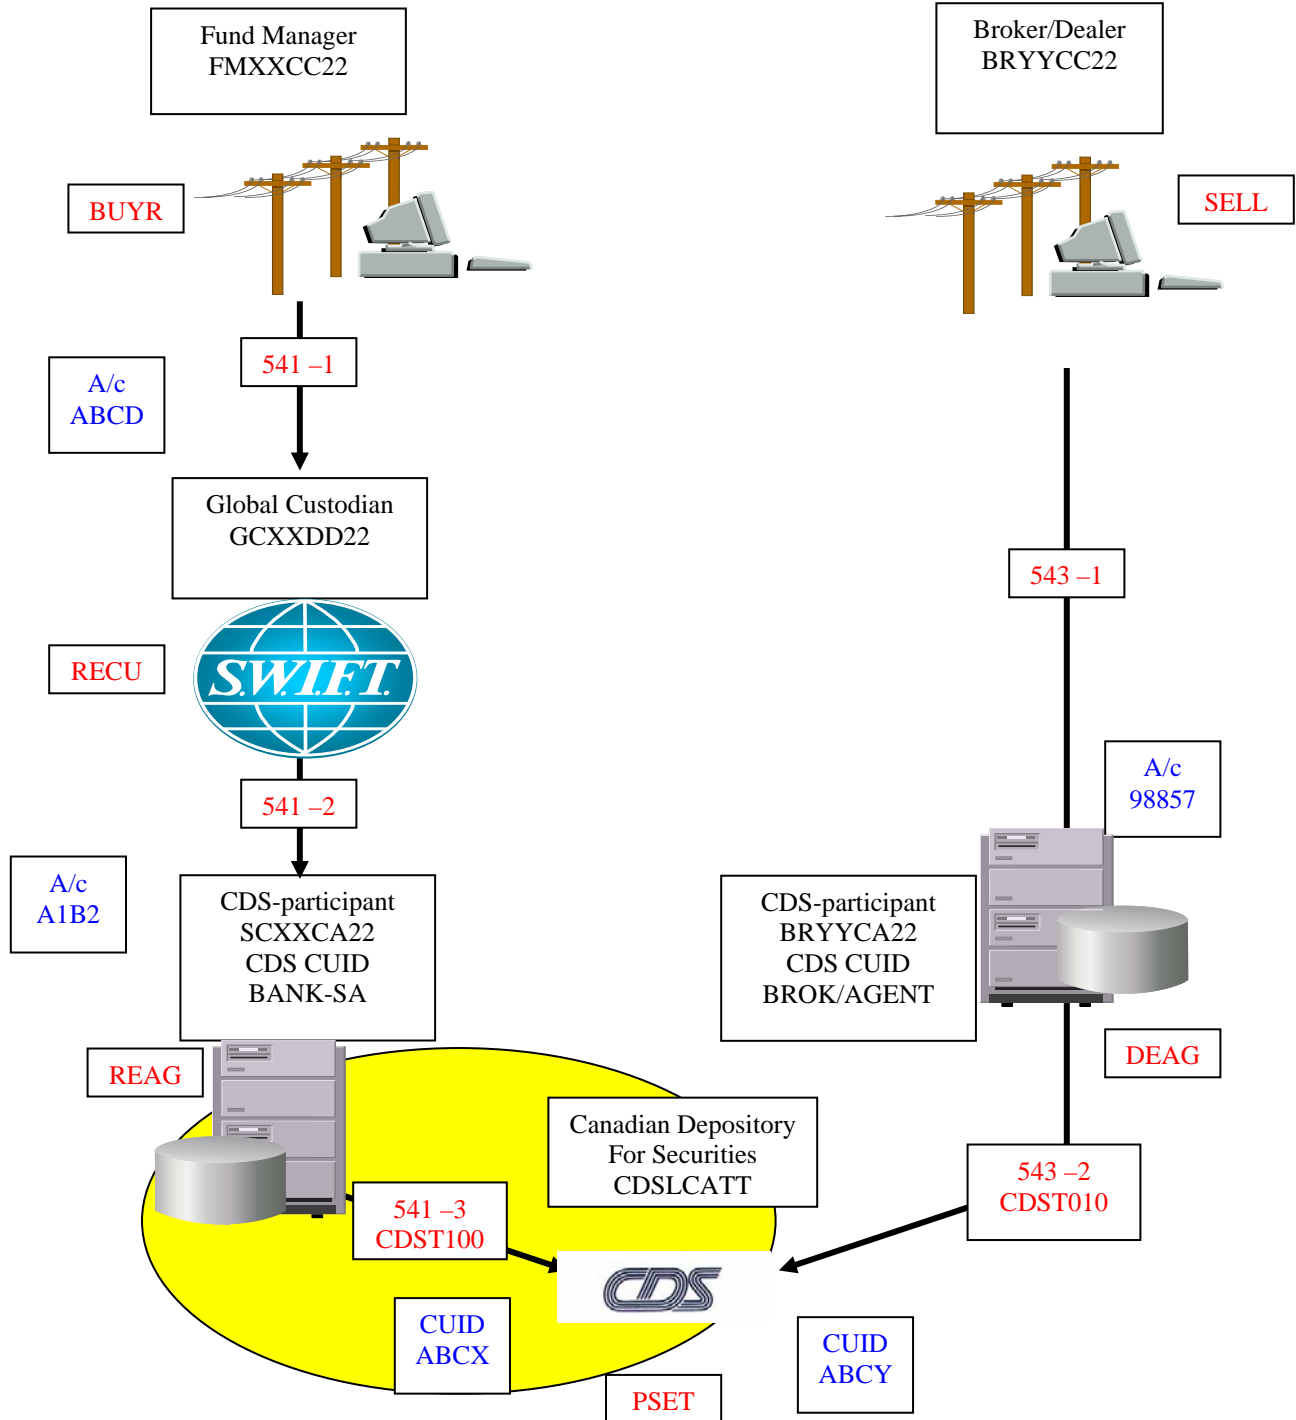 Fund Manager
FMXXCC22
Broker/Dealer
BRYYCC22
BUYR
SELL
541 –1
A/c
ABCD
Global Custodian
GCXXDD22
543 –1
RECU
S.W.I.F.T.
541 –2
A/c
98857
A/c
A1B2
CDS-participant
SCXXCA22
CDS CUID
BANK-SA
CDS-participant
BRYYCA22
CDS CUID
BROK/AGENT
REAG
DEAG
Canadian Depository
For Securities
CDSLCATT
541 –3
CDST100
543 –2
CDST010
CDS
CUID
ABCX
CUID
ABCY
PSET